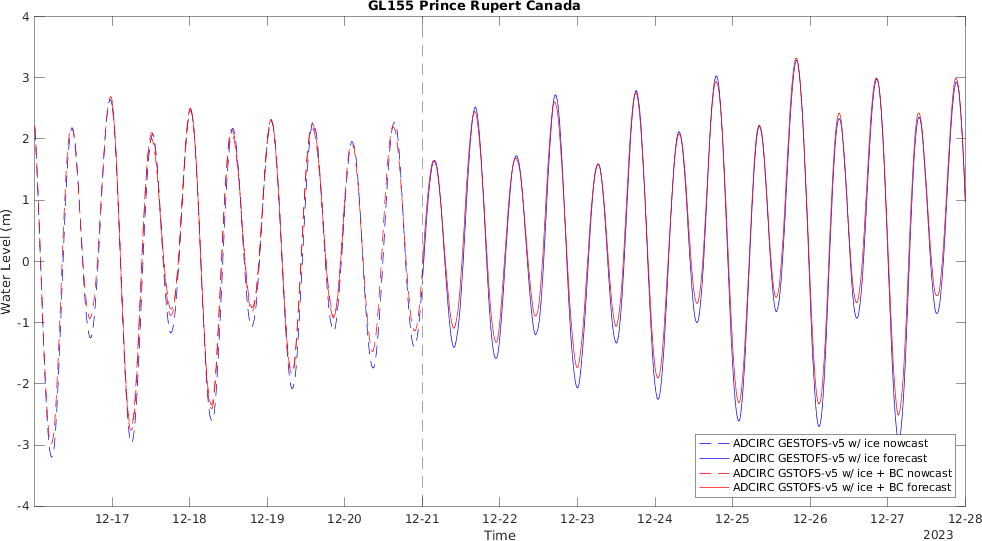 GL155 Prince Rupert Canada
4
3
2
1
0
-1
-2
-3
-4
Water Level (m)
ADCIRC GESTOFS-v5 w/ ice nowcast
ADCIRC GESTOFS-v5 w/ ice forecast
ADCIRC GSTOFS-v5 w/ ice + BC nowcast
ADCIRC GSTOFS-v5 w/ ice + BC forecast
12-17 12-18 12-19 12-20 12-21 12-22 12-23 12-24 12-25 12-26 12-27 12-28
Time
2023